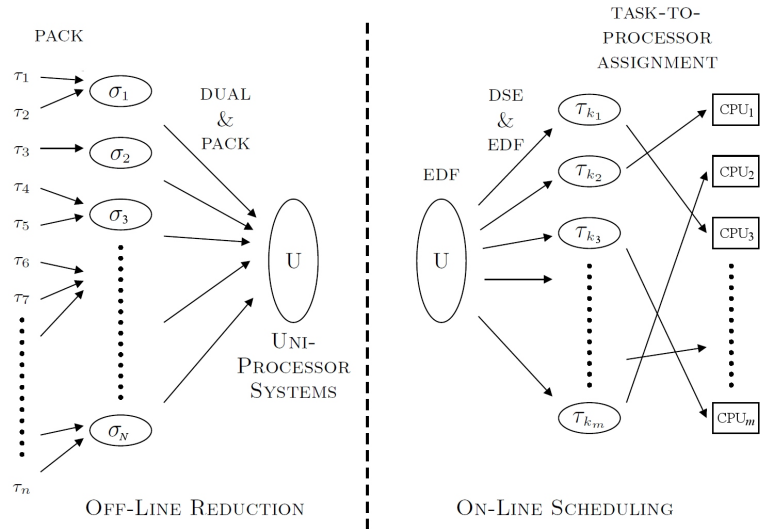 PACK
τ1
τ2
τ3
τ4
τ5
τ6
τ7
τn
σ1
σ2
σ3
σN
DUAL
&
PACK
U
UNI-
PROCESSOR
SYSTEMS
OFF-LINE REDUCTION
EDF
U
DSE
&
EDF
τk1
τk2
τk3
τkm
TASK-TO-
PROCESSOR
ASSIGNMENT
CPU1
CPU2
CPU3
CPUm
ON-LINE SCHEDULING